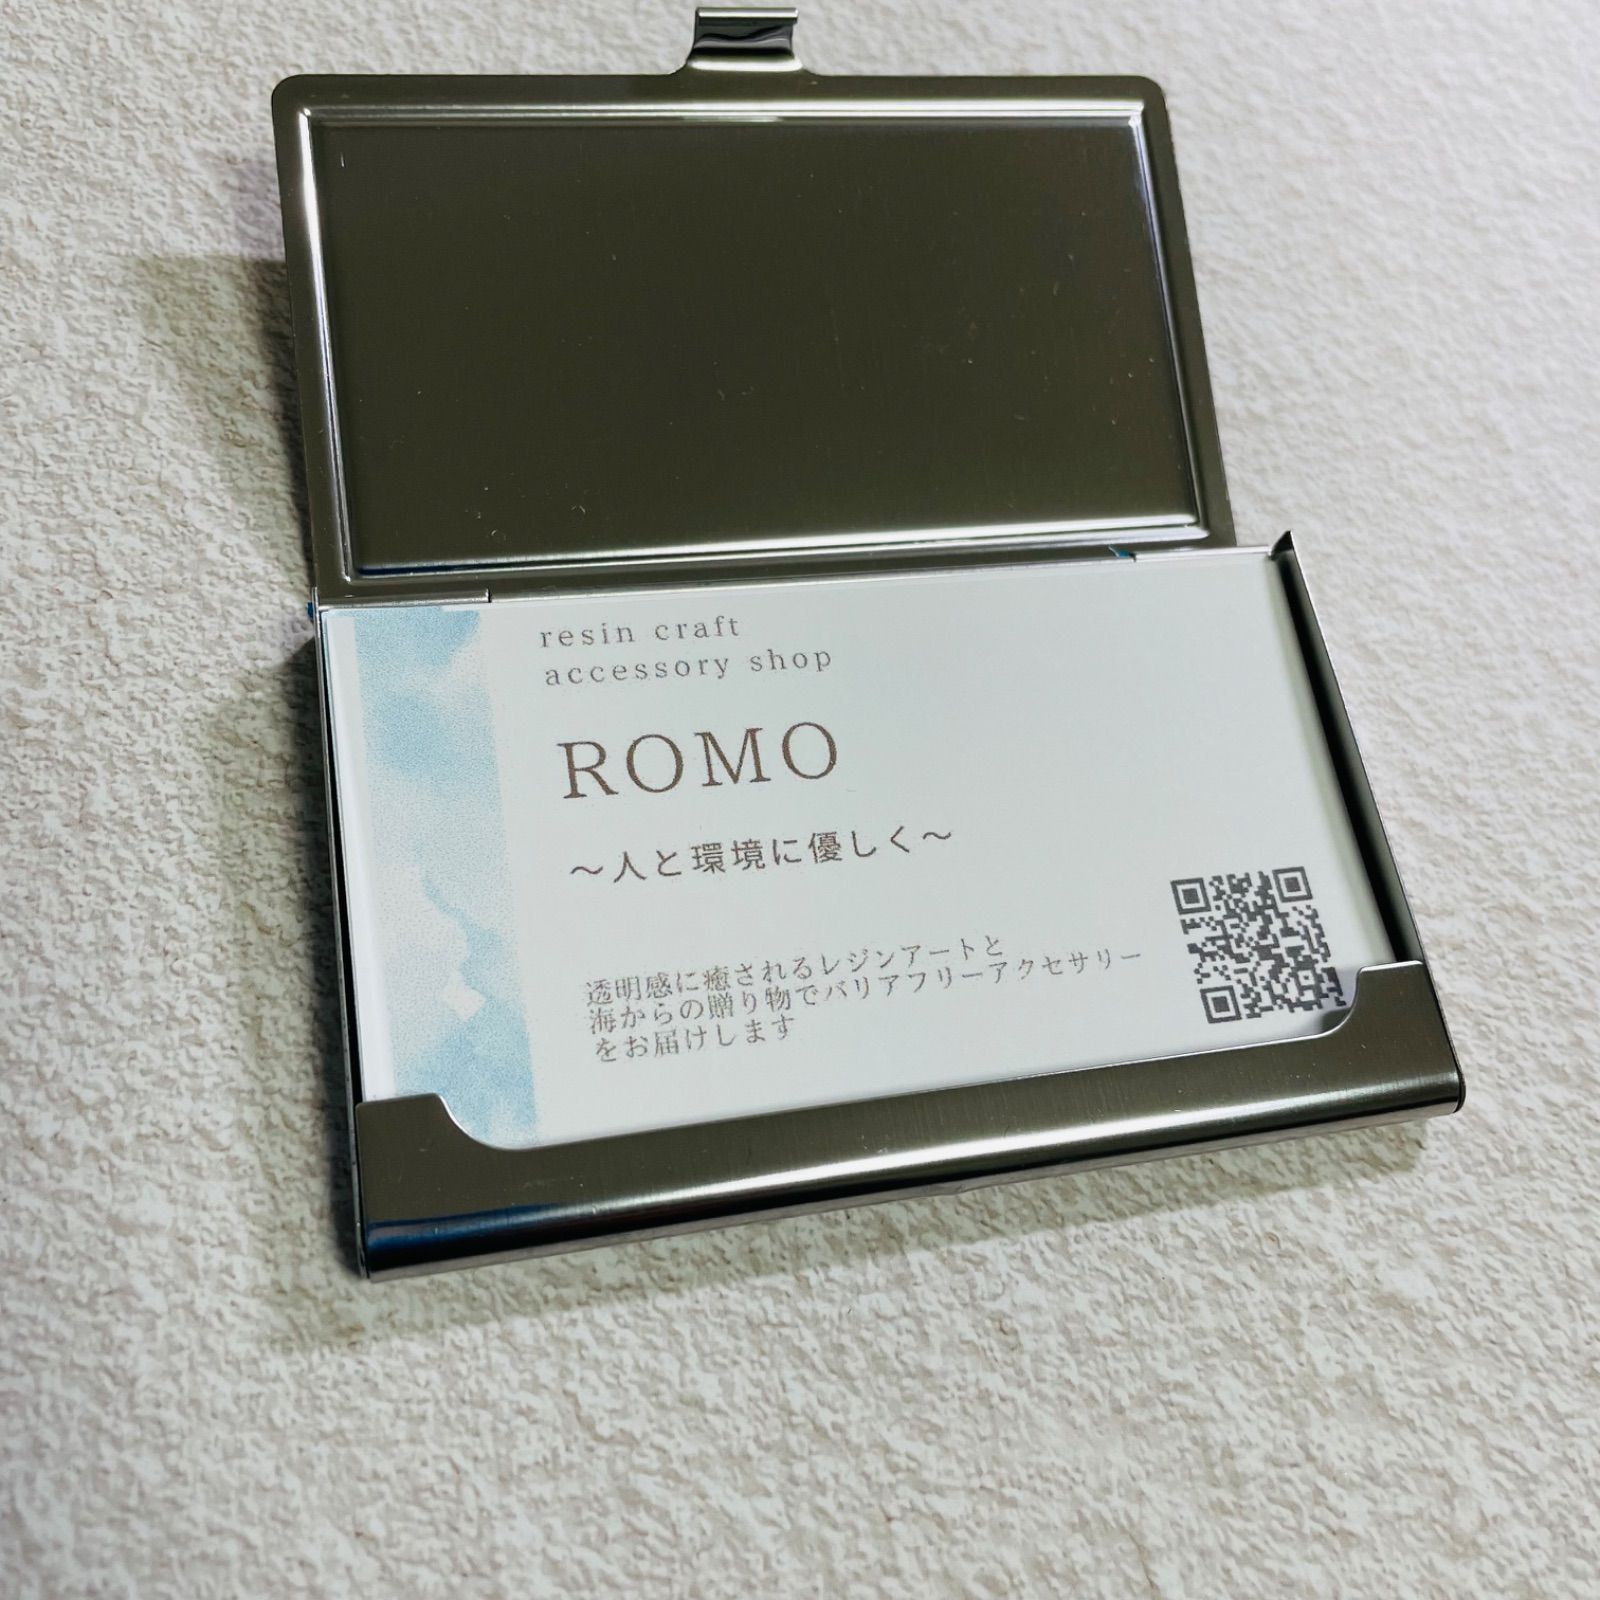 resin craft
accessory shop
ROMO
～人と環境に優しく～
透明感に癒されるレジンアートと
海からの贈り物でバリアフリーアクセサリー
をお届けします